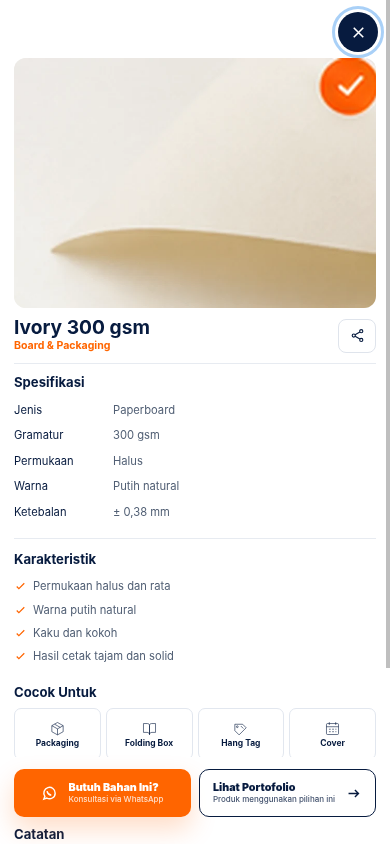 Ivory 300 gsm
Board & Packaging
Spesifikasi
Jenis Paperboard
Gramatur 300 gsm
Permukaan Halus
Warna Putih natural
Ketebalan ± 0,38 mm
Karakteristik
Permukaan halus dan rata
Warna putih natural
Kaku dan kokoh
Hasil cetak tajam dan solid
Cocok Untuk
Packaging Folding Box Hang Tag Cover
Butuh Bahan Ini?
Konsultasi via WhatsApp
Lihat Portofolio
Produk menggunakan pilihan ini
Catatan